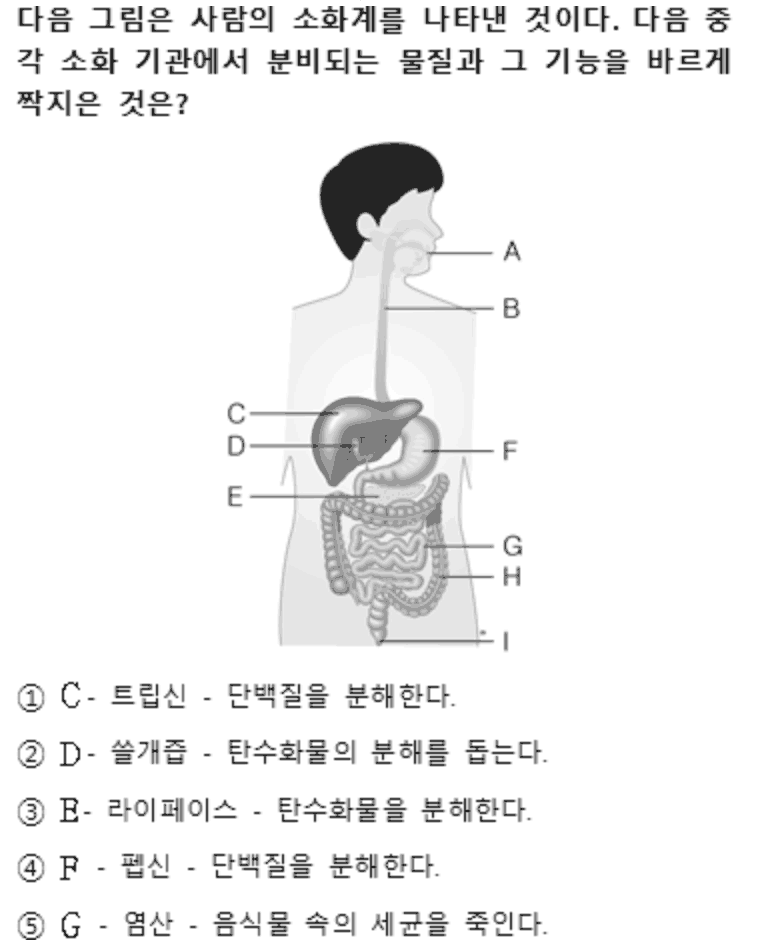 다음 그림은 사람의 소화계를 나타낸 것이다. 다음 중
각 소화 기관에서 분비되는 물질과 그 기능을 바르게
짝지은 것은?
A
B
C
D
F
E
G
H
I
① C - 트립신 - 단백질을 분해한다.
② D - 쓸개즙 - 탄수화물의 분해를 돕는다.
③ E - 라이페이스 - 탄수화물을 분해한다.
④ F - 펩신 - 단백질을 분해한다.
⑤ G - 염산 - 음식물 속의 세균을 죽인다.